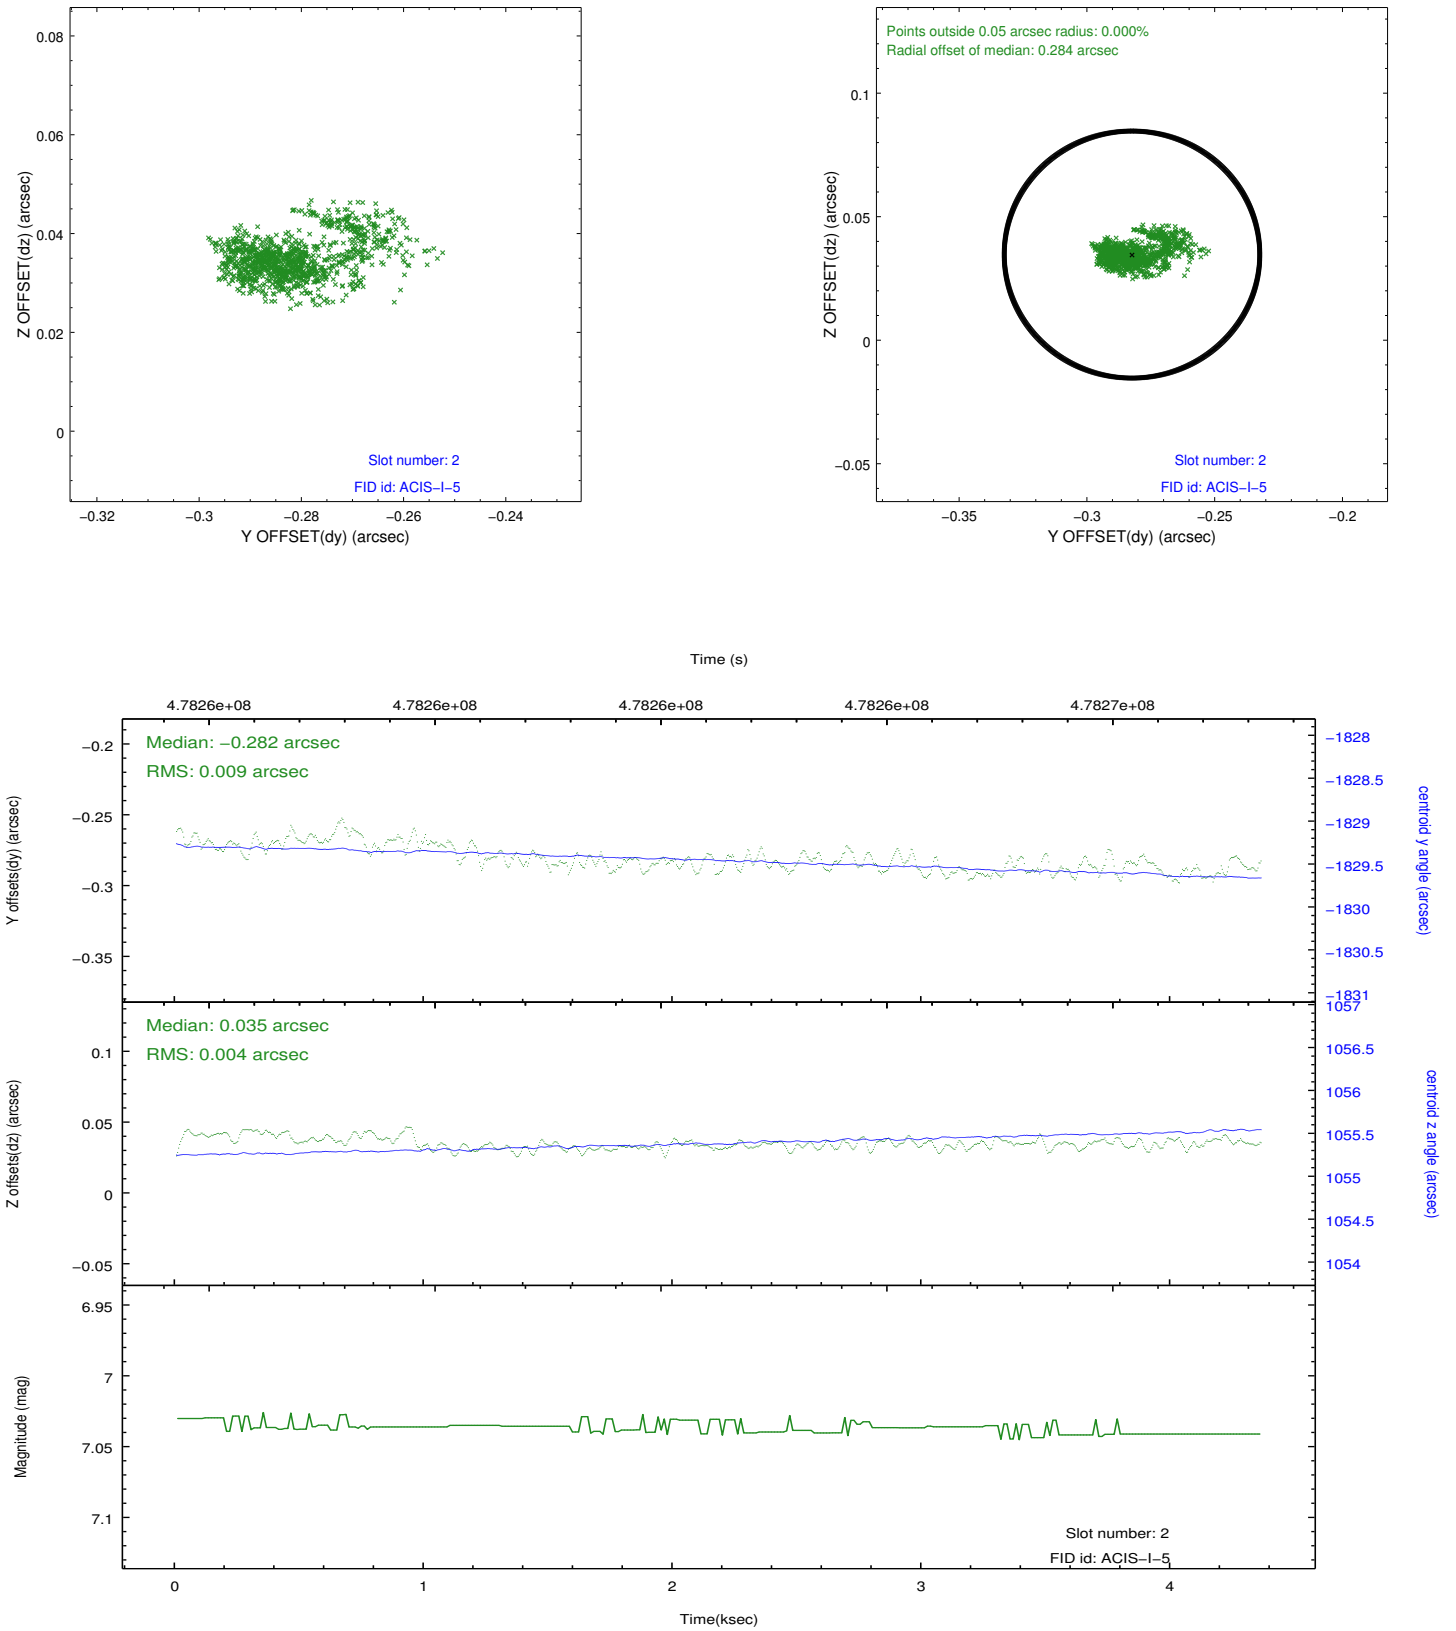 0.08
0.06
0.04
0.02
0
Z OFFSET(dz) (arcsec)
Slot number: 2
FID id: ACIS−I−5
−0.32 −0.3 −0.28 −0.26 −0.24
Y OFFSET(dy) (arcsec)
Points outside 0.05 arcsec radius: 0.000%
Radial offset of median: 0.284 arcsec
0.1
0.05
0
−0.05
Z OFFSET(dz) (arcsec)
Slot number: 2
FID id: ACIS−I−5
−0.35 −0.3 −0.25 −0.2
Y OFFSET(dy) (arcsec)
Time (s)
4.7826e+08 4.7826e+08 4.7826e+08 4.7826e+08 4.7827e+08
Median: −0.282 arcsec
RMS: 0.009 arcsec
−0.2
−0.25
−0.3
−0.35
Y offsets(dy) (arcsec)
−1828
−1828.5
−1829
−1829.5
−1830
−1830.5
−1831
centroid y angle (arcsec)
Median: 0.035 arcsec
RMS: 0.004 arcsec
0.1
0.05
0
−0.05
Z offsets(dz) (arcsec)
1057
1056.5
1056
1055.5
1055
1054.5
1054
centroid z angle (arcsec)
6.95
7
7.05
7.1
Magnitude (mag)
Slot number: 2
FID id: ACIS−I−5
0 1 2 3 4
Time(ksec)